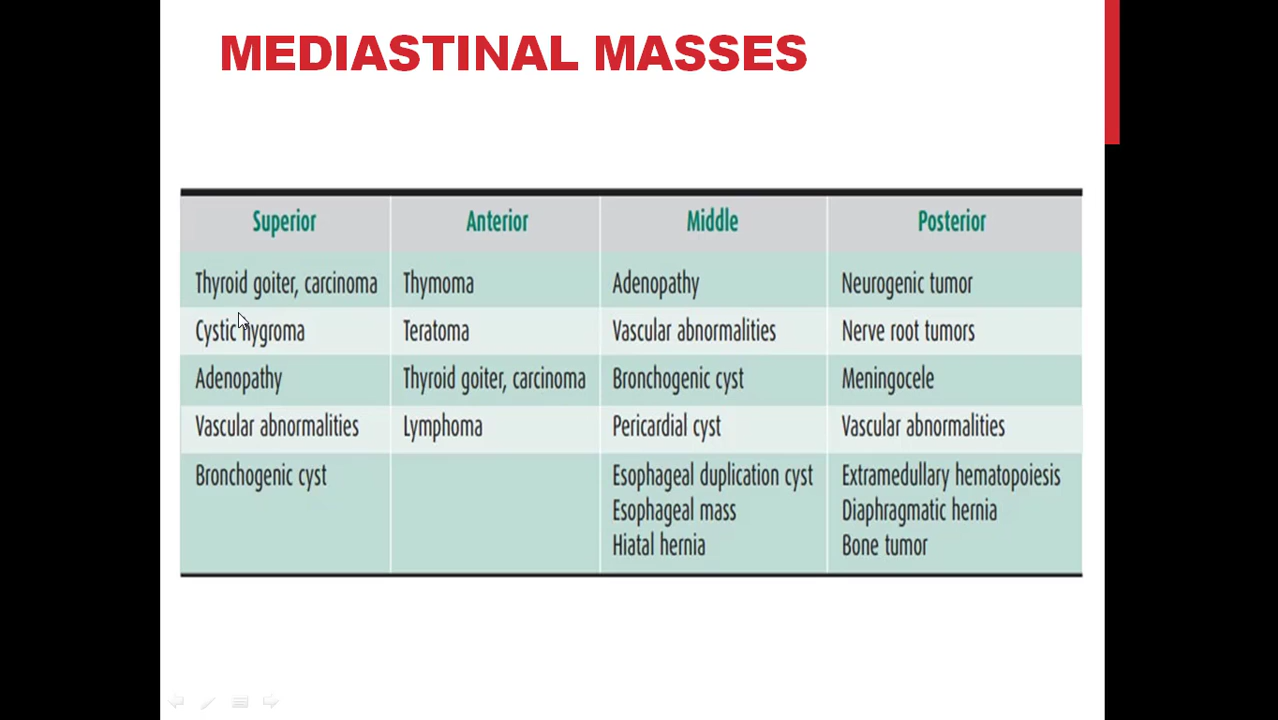 MEDIASTINAL MASSES
Superior Anterior Middle Posterior
Thyroid goiter, carcinoma Thymoma Adenopathy Neurogenic tumor
Cystic hygroma Teratoma Vascular abnormalities Nerve root tumors
Adenopathy Thyroid goiter, carcinoma Bronchogenic cyst Meningocele
Vascular abnormalities Lymphoma Pericardial cyst Vascular abnormalities
Bronchogenic cyst Esophageal duplication cyst Extramedullary hematopoiesis
Esophageal mass Diaphragmatic hernia
Hiatal hernia Bone tumor